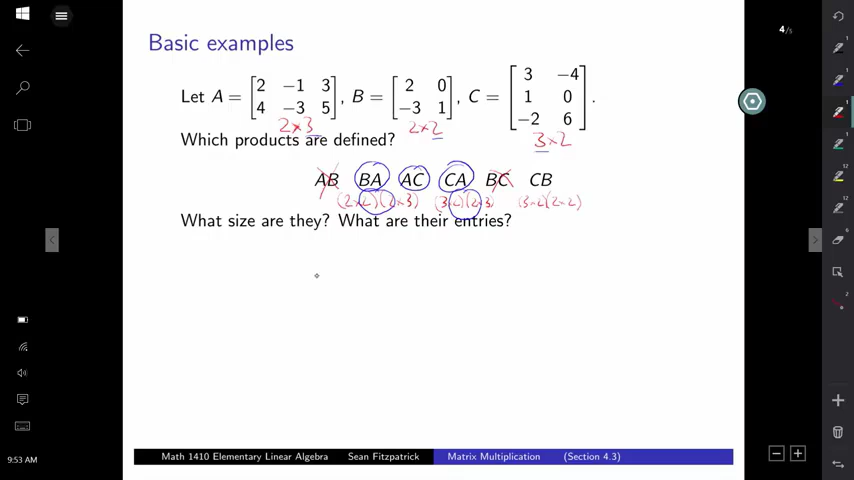 4/5
Basic examples
Let A = [2 −1 3; 4 −3 5], B = [2 0; −3 1], C = [3 −4; 1 0; −2 6].
2×3 2×2 3×2
Which products are defined?
AB BA AC CA BC CB
(2×2)(2×3) (3×2)(2×3) (3×2)(2×2)
What size are they? What are their entries?
9:53 AM
Math 1410 Elementary Linear Algebra Sean Fitzpatrick Matrix Multiplication (Section 4.3)